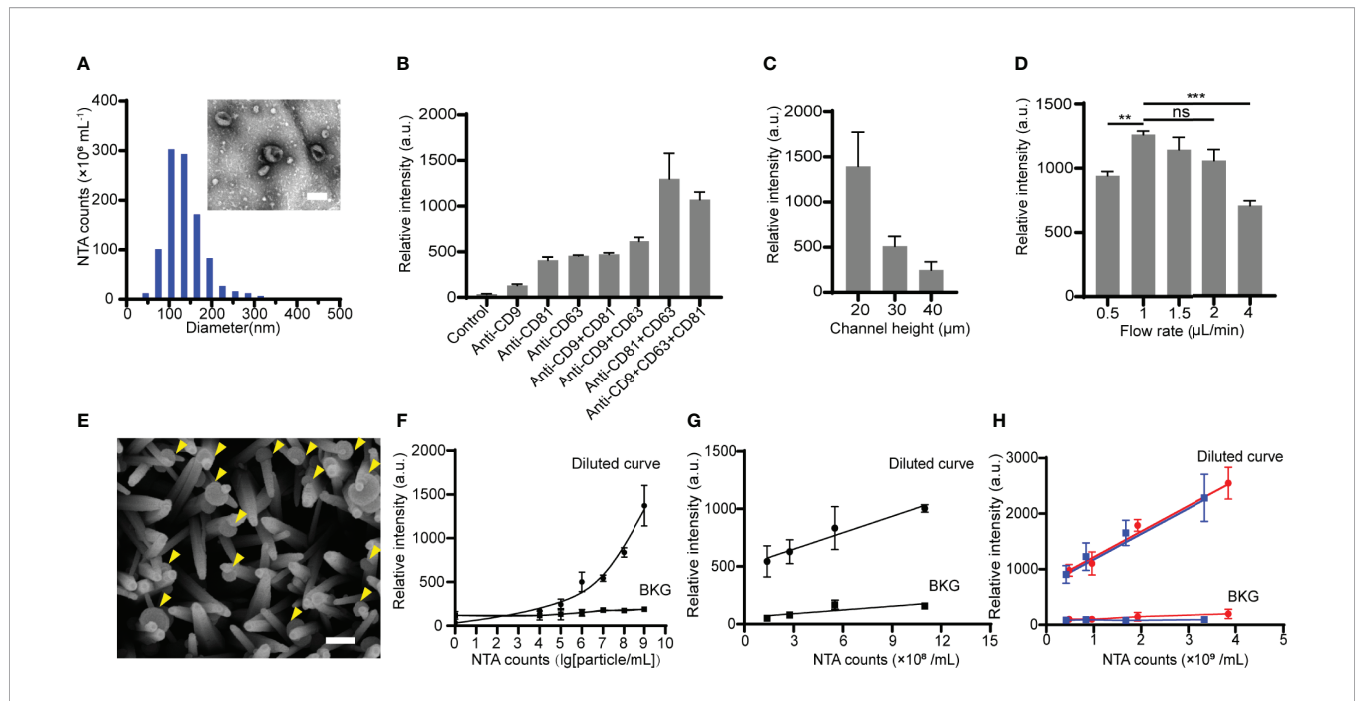 A
NTA counts (×10⁶ mL⁻¹)
400
300
200
100
0
0 100 200 300 400 500
Diameter(nm)
B
Relative intensity (a.u.)
2000
1500
1000
500
0
Control
Anti-CD9
Anti-CD81
Anti-CD63
Anti-CD9+CD81
Anti-CD9+CD63
Anti-CD81+CD63
Anti-CD9+CD63+CD81
C
Relative intensity (a.u.)
2000
1500
1000
500
0
20 30 40
Channel height (µm)
D
Relative intensity (a.u.)
1500
1000
500
0
**
***
ns
0.5 1 1.5 2 4
Flow rate (µL/min)
E
F
Relative intensity (a.u.)
2000
1500
1000
500
0
Diluted curve
BKG
0 1 2 3 4 5 6 7 8 9 10
NTA counts (lg[particle/mL])
G
Relative intensity (a.u.)
1500
1000
500
0
Diluted curve
BKG
0 3 6 9 12 15
NTA counts (×10⁸ /mL)
H
Relative intensity (a.u.)
3000
2000
1000
0
Diluted curve
BKG
0 1 2 3 4 5
NTA counts (×10⁹ /mL)